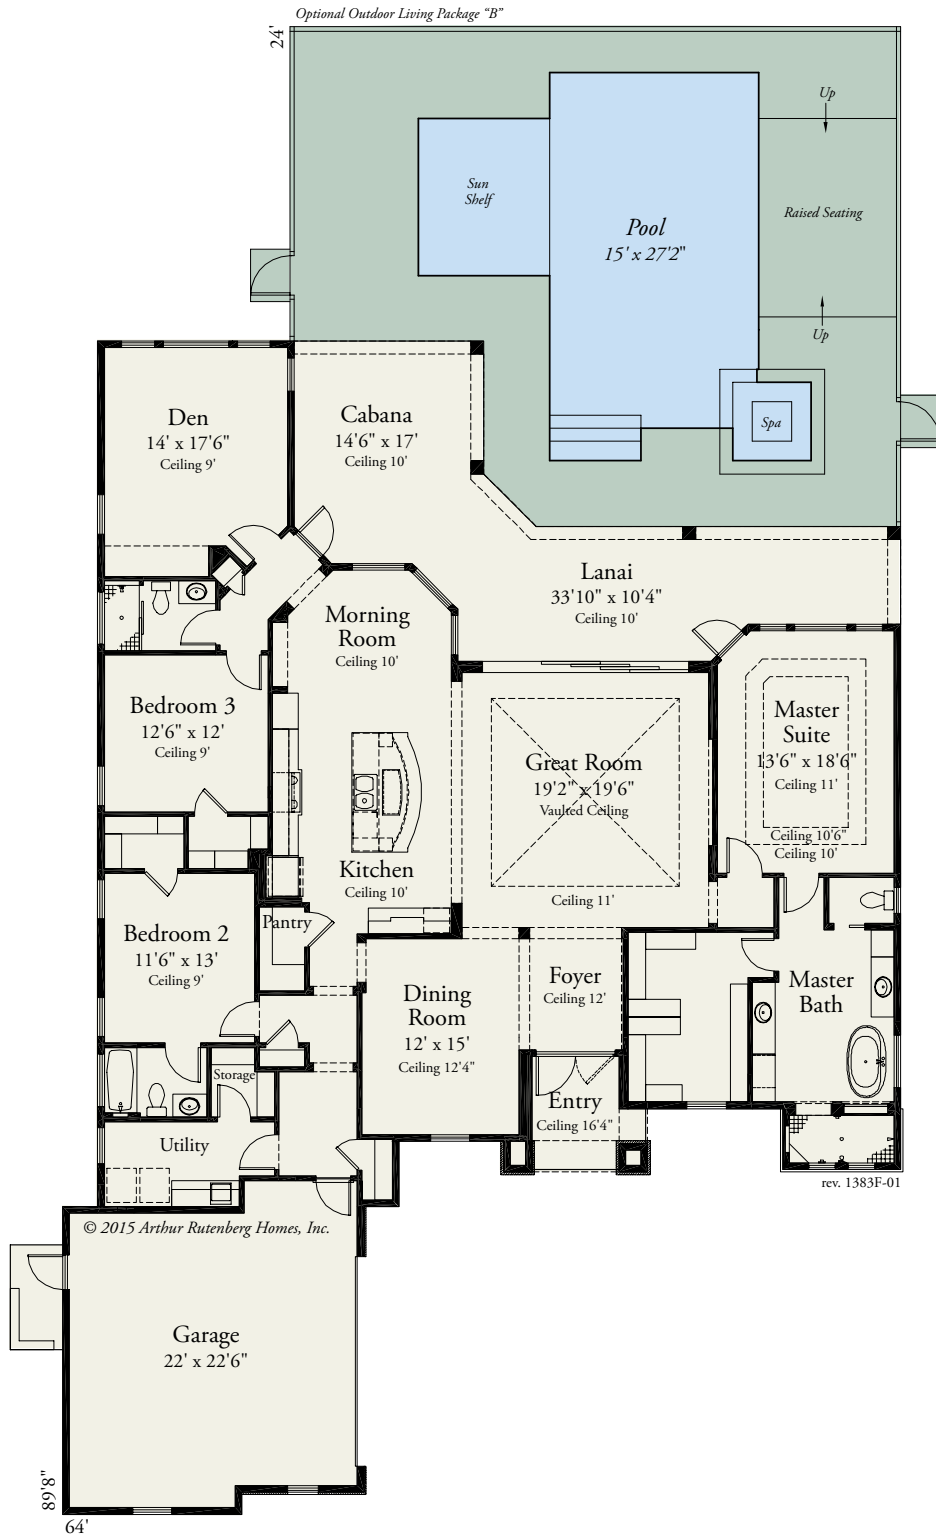 Optional Outdoor Living Package “B”
24'
Up
Sun
Shelf
Raised Seating
Pool
15' x 27'2"
Up
Den
14' x 17'6"
Ceiling 9'
Cabana
14'6" x 17'
Ceiling 10'
Spa
Lanai
33'10" x 10'4"
Ceiling 10'
Morning
Room
Ceiling 10'
Bedroom 3
12'6" x 12'
Ceiling 9'
Great Room
19'2" x 19'6"
Vaulted Ceiling
Ceiling 11'
Master
Suite
13'6" x 18'6"
Ceiling 11'
Ceiling 10'6"
Ceiling 10'
Kitchen
Ceiling 10'
Pantry
Bedroom 2
11'6" x 13'
Ceiling 9'
Dining
Room
12' x 15'
Ceiling 12'4"
Foyer
Ceiling 12'
Master
Bath
Storage
Entry
Ceiling 16'4"
Utility
rev. 1383F-01
© 2015 Arthur Rutenberg Homes, Inc.
Garage
22' x 22'6"
89'8"
64'